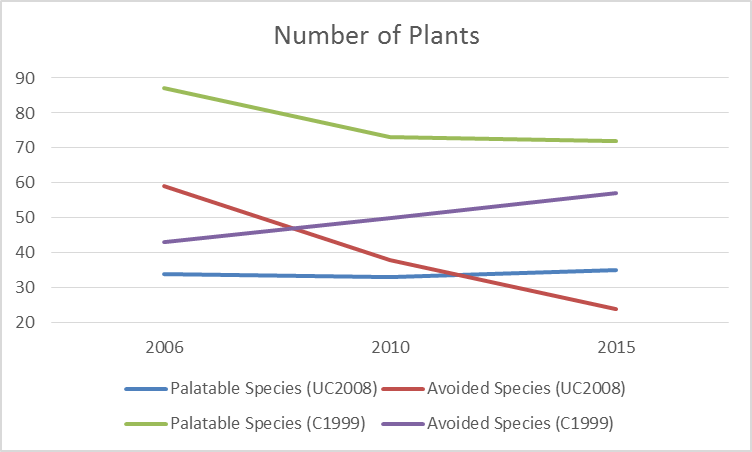 Number of Plants
90
80
70
60
50
40
30
20
2006 2010 2015
Palatable Species (UC2008) Avoided Species (UC2008)
Palatable Species (C1999) Avoided Species (C1999)